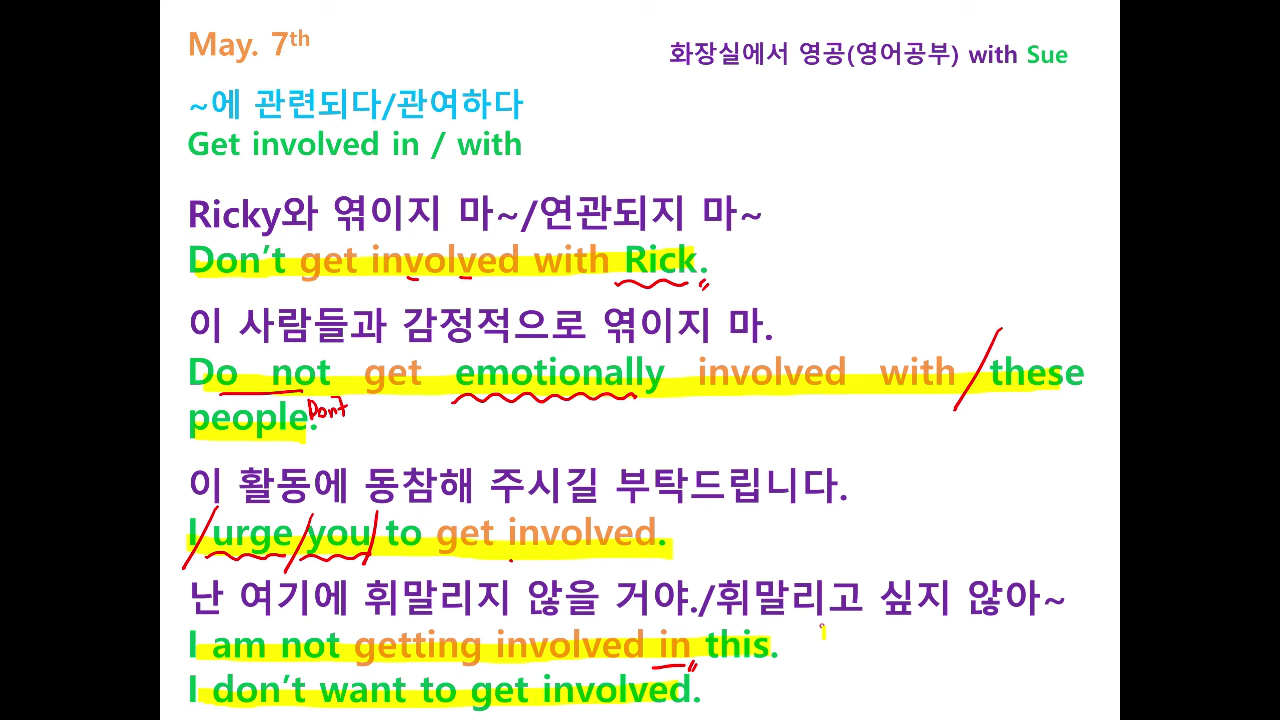 May. 7th
화장실에서 영공(영어공부) with Sue
~에 관련되다/관여하다
Get involved in / with
Ricky와 엮이지 마~/연관되지 마~
Don't get involved with Rick.
이 사람들과 감정적으로 엮이지 마.
Do not get emotionally involved with these
people.
Don't
이 활동에 동참해 주시길 부탁드립니다.
I urge you to get involved.
난 여기에 휘말리지 않을 거야./휘말리고 싶지 않아~
I am not getting involved in this.
I don't want to get involved.